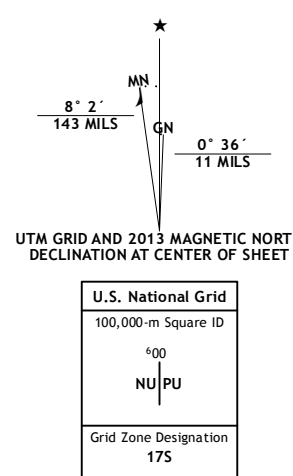 ★
MN
8° 2´
143 MILS
GN
0° 36´
11 MILS
UTM GRID AND 2013 MAGNETIC NORT
DECLINATION AT CENTER OF SHEET
U.S. National Grid
100,000-m Square ID
⁶00
NU PU
Grid Zone Designation
17S